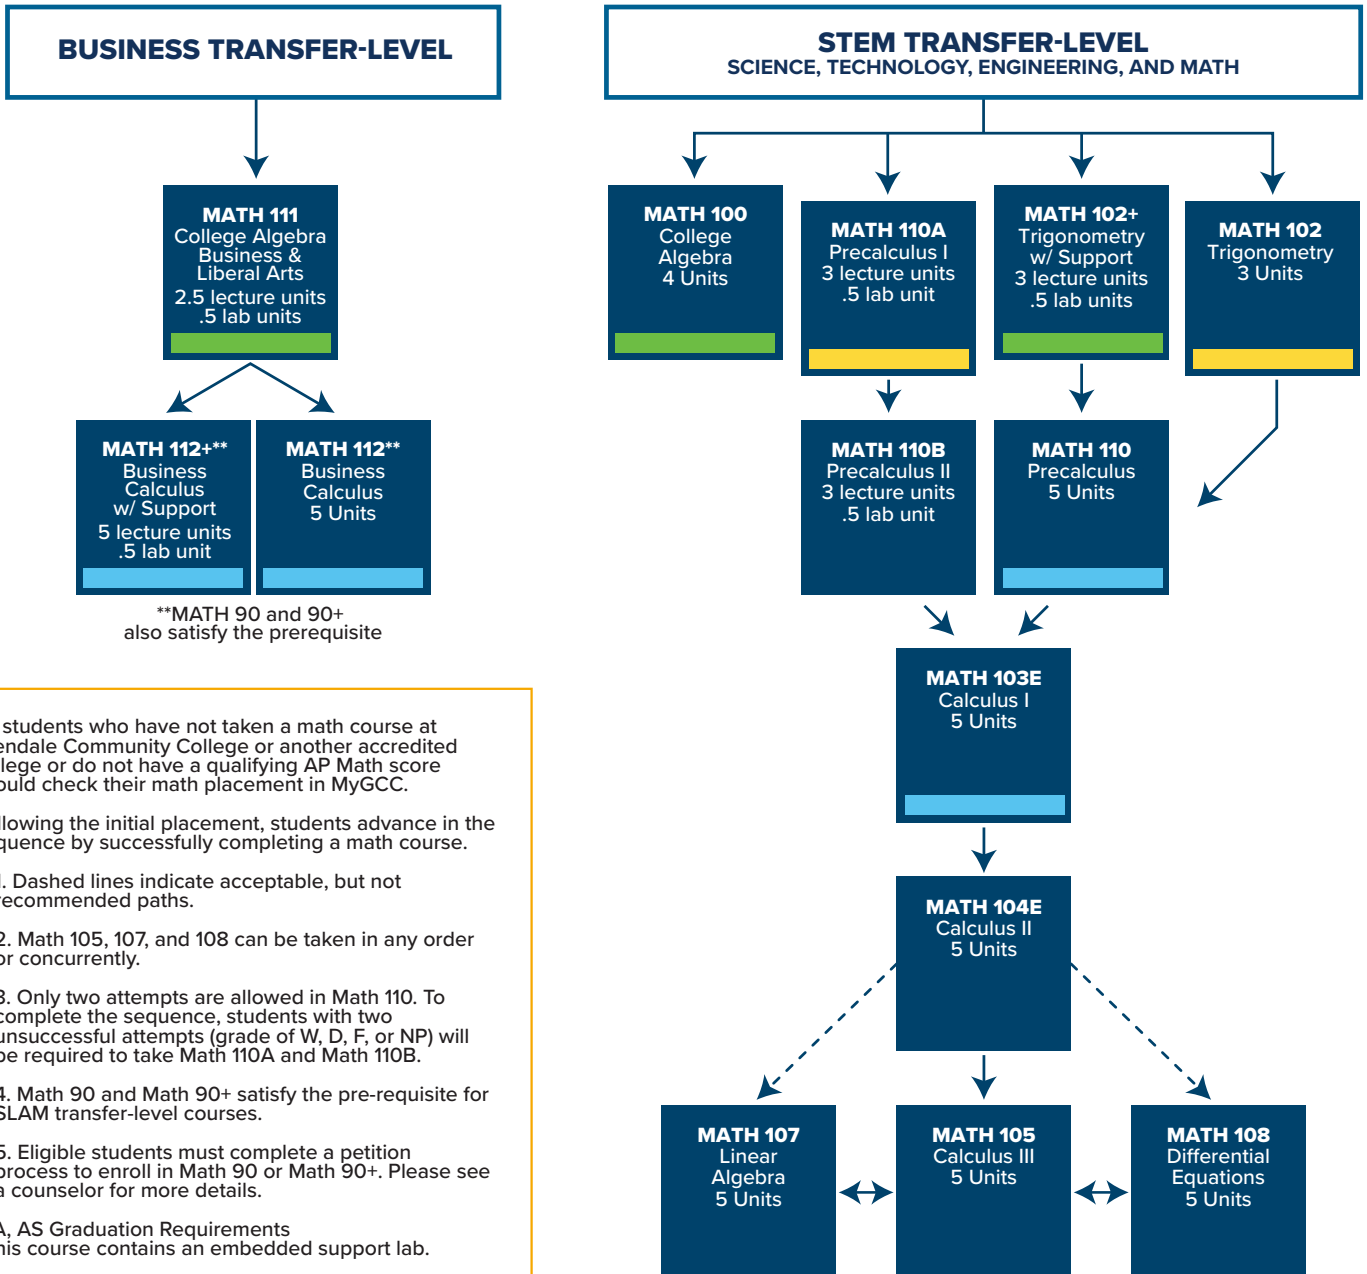 BUSINESS TRANSFER-LEVEL
STEM TRANSFER-LEVEL
SCIENCE, TECHNOLOGY, ENGINEERING, AND MATH
MATH 111
College Algebra
Business &
Liberal Arts
2.5 lecture units
.5 lab units
MATH 100
College
Algebra
4 Units
MATH 110A
Precalculus I
3 lecture units
.5 lab unit
MATH 102+
Trigonometry
w/ Support
3 lecture units
.5 lab units
MATH 102
Trigonometry
3 Units
MATH 112+**
Business
Calculus
w/ Support
5 lecture units
.5 lab unit
MATH 112**
Business
Calculus
5 Units
**MATH 90 and 90+
also satisfy the prerequisite
MATH 110B
Precalculus II
3 lecture units
.5 lab unit
MATH 110
Precalculus
5 Units
MATH 103E
Calculus I
5 Units
MATH 104E
Calculus II
5 Units
MATH 107
Linear
Algebra
5 Units
MATH 105
Calculus III
5 Units
MATH 108
Differential
Equations
5 Units
students who have not taken a math course at
endale Community College or another accredited
llege or do not have a qualifying AP Math score
ould check their math placement in MyGCC.
llowing the initial placement, students advance in the
quence by successfully completing a math course.
1. Dashed lines indicate acceptable, but not
recommended paths.
2. Math 105, 107, and 108 can be taken in any order
or concurrently.
3. Only two attempts are allowed in Math 110. To
complete the sequence, students with two
unsuccessful attempts (grade of W, D, F, or NP) will
be required to take Math 110A and Math 110B.
4. Math 90 and Math 90+ satisfy the pre-requisite for
SLAM transfer-level courses.
5. Eligible students must complete a petition
process to enroll in Math 90 or Math 90+. Please see
a counselor for more details.
A, AS Graduation Requirements
his course contains an embedded support lab.